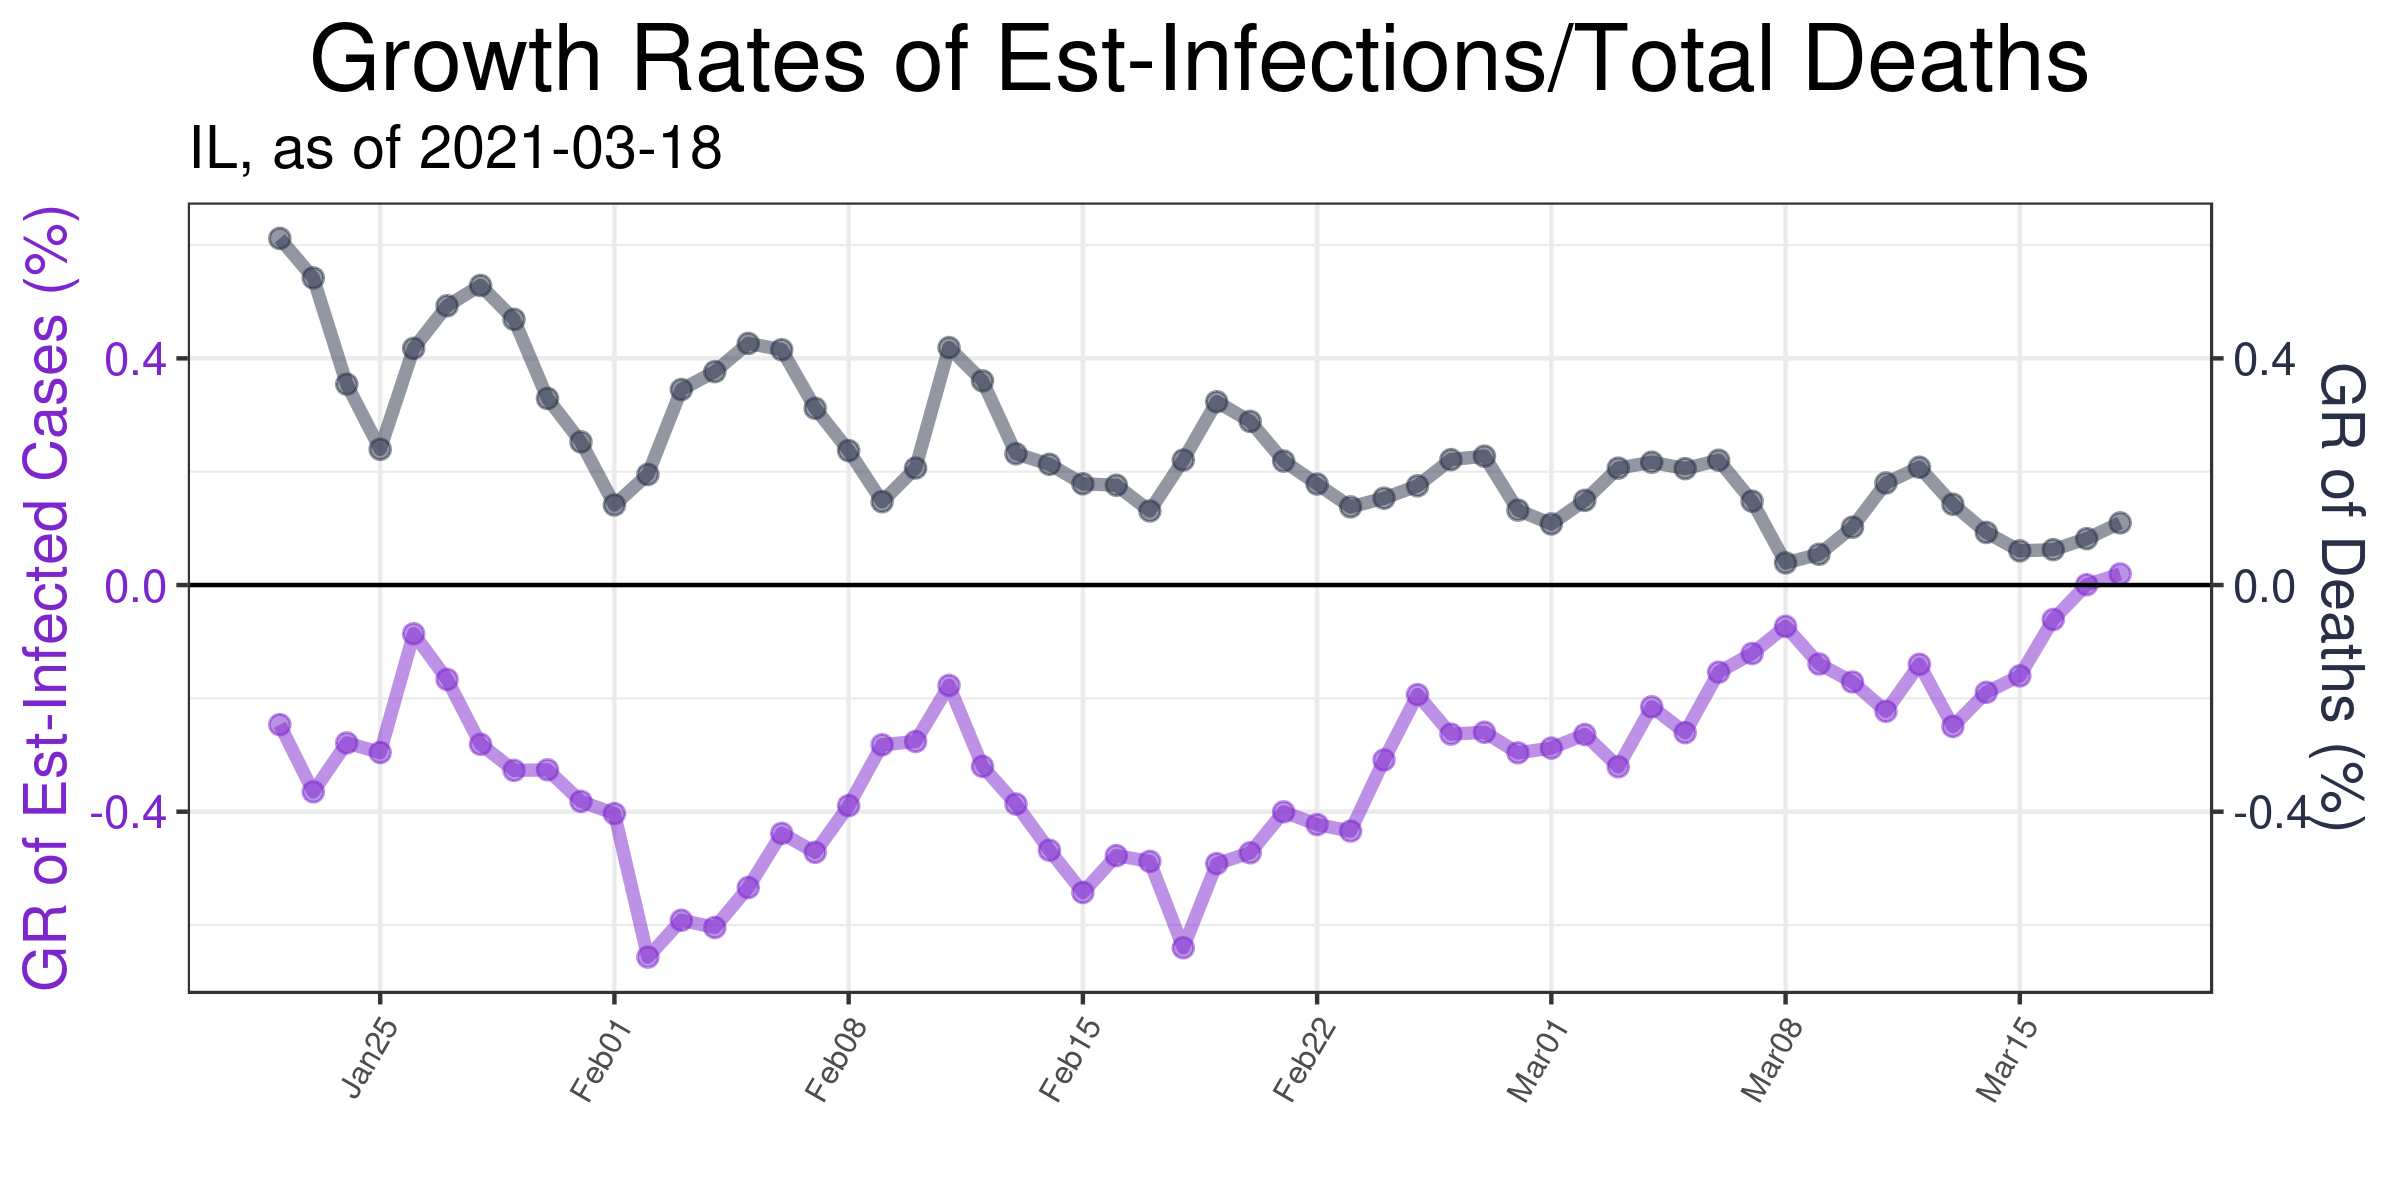 Growth Rates of Est-Infections/Total Deaths
IL, as of 2021-03-18
GR of Est-Infected Cases (%)
0.4
0.0
-0.4
0.4
0.0
-0.4
GR of Deaths (%)
Jan25
Feb01
Feb08
Feb15
Feb22
Mar01
Mar08
Mar15